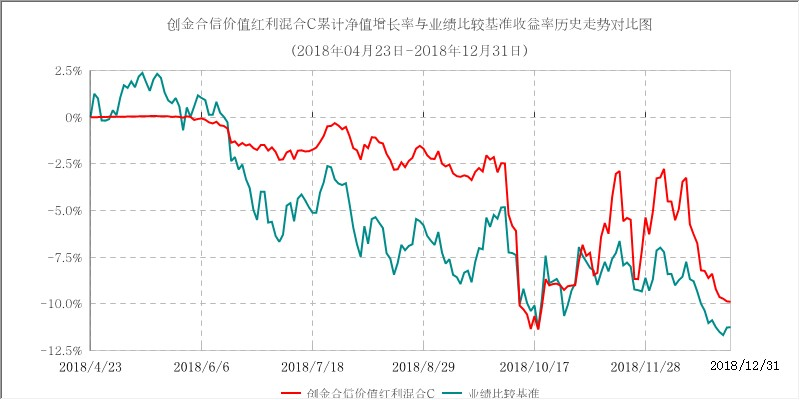 创金合信价值红利混合C累计净值增长率与业绩比较基准收益率历史走势对比图
(2018年04月23日-2018年12月31日)
2.5%
0%
-2.5%
-5.0%
-7.5%
-10.0%
-12.5%
2018/4/23 2018/6/6 2018/7/18 2018/8/29 2018/10/17 2018/11/28 2018/12/31
创金合信价值红利混合C 业绩比较基准